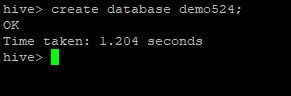 hive> create database demo524;
OK
Time taken: 1.204 seconds
hive>